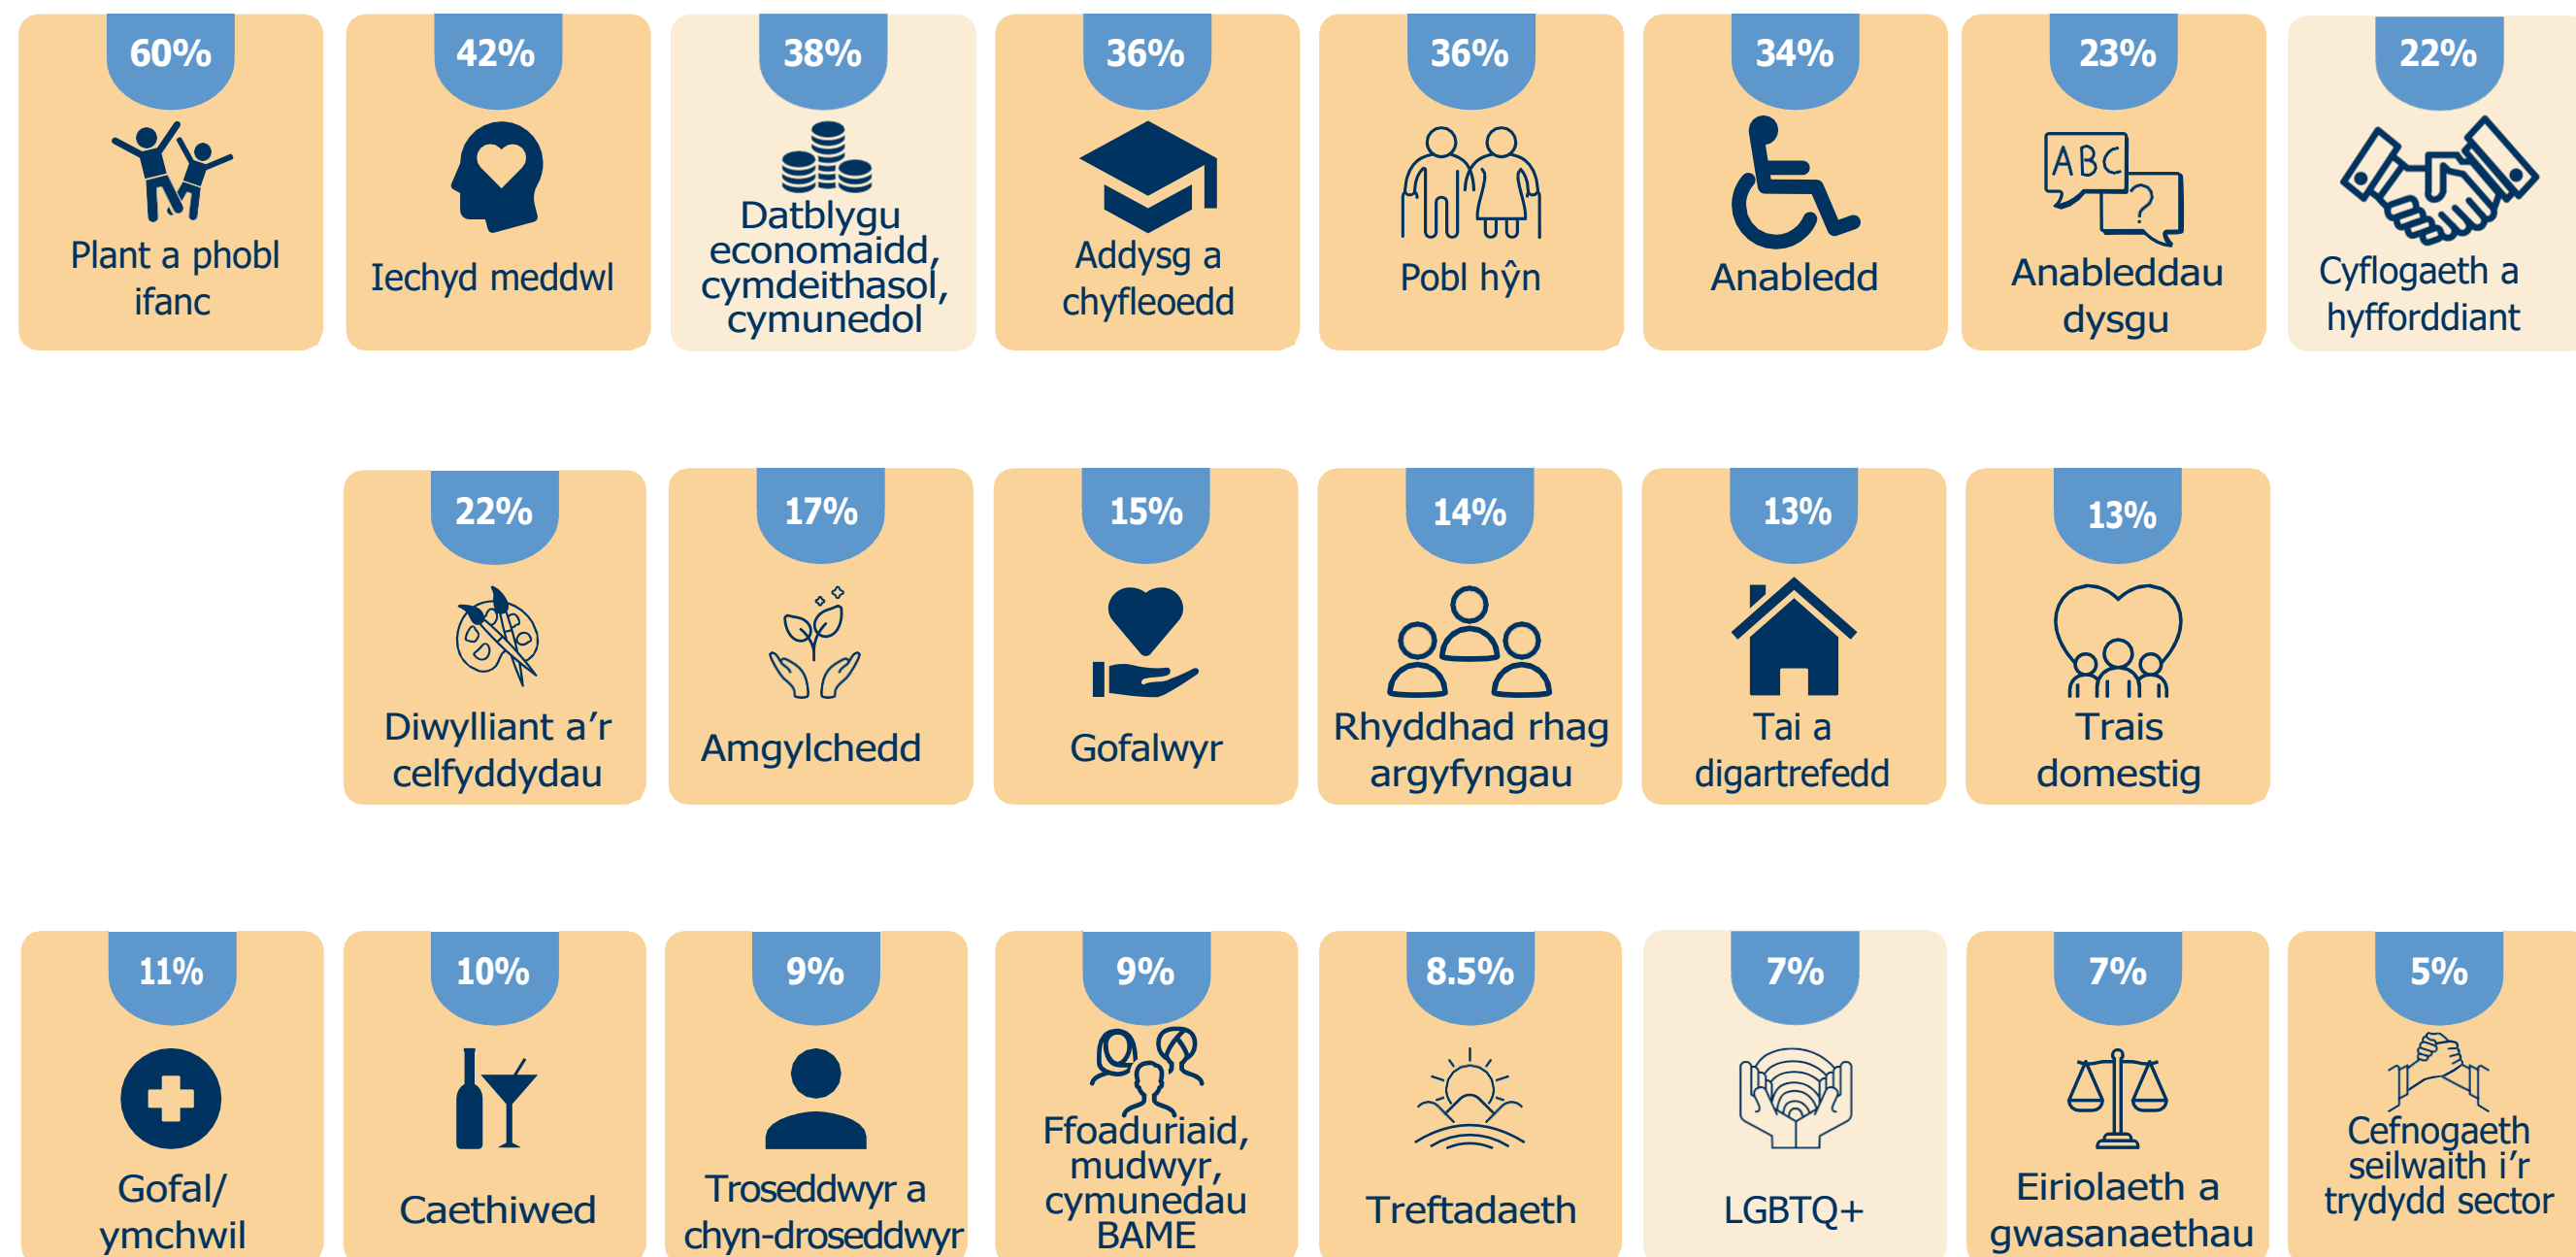 60%
Plant a phobl
ifanc
42%
Iechyd meddwl
38%
Datblygu
economaidd,
cymdeithasol,
cymunedol
36%
Addysg a
chyfleoedd
36%
Pobl hŷn
34%
Anabledd
23%
ABC
?
Anableddau
dysgu
22%
Cyflogaeth a
hyfforddiant
22%
Diwylliant a’r
celfyddydau
17%
Amgylchedd
15%
Gofalwyr
14%
Rhyddhad rhag
argyfyngau
13%
Tai a
digartrefedd
13%
Trais
domestig
11%
Gofal/
ymchwil
10%
Caethiwed
9%
Troseddwyr a
chyn-droseddwyr
9%
Ffoaduriaid,
mudwyr,
cymunedau
BAME
8.5%
Treftadaeth
7%
LGBTQ+
7%
Eiriolaeth a
gwasanaethau
5%
Cefnogaeth
seilwaith i’r
trydydd sector